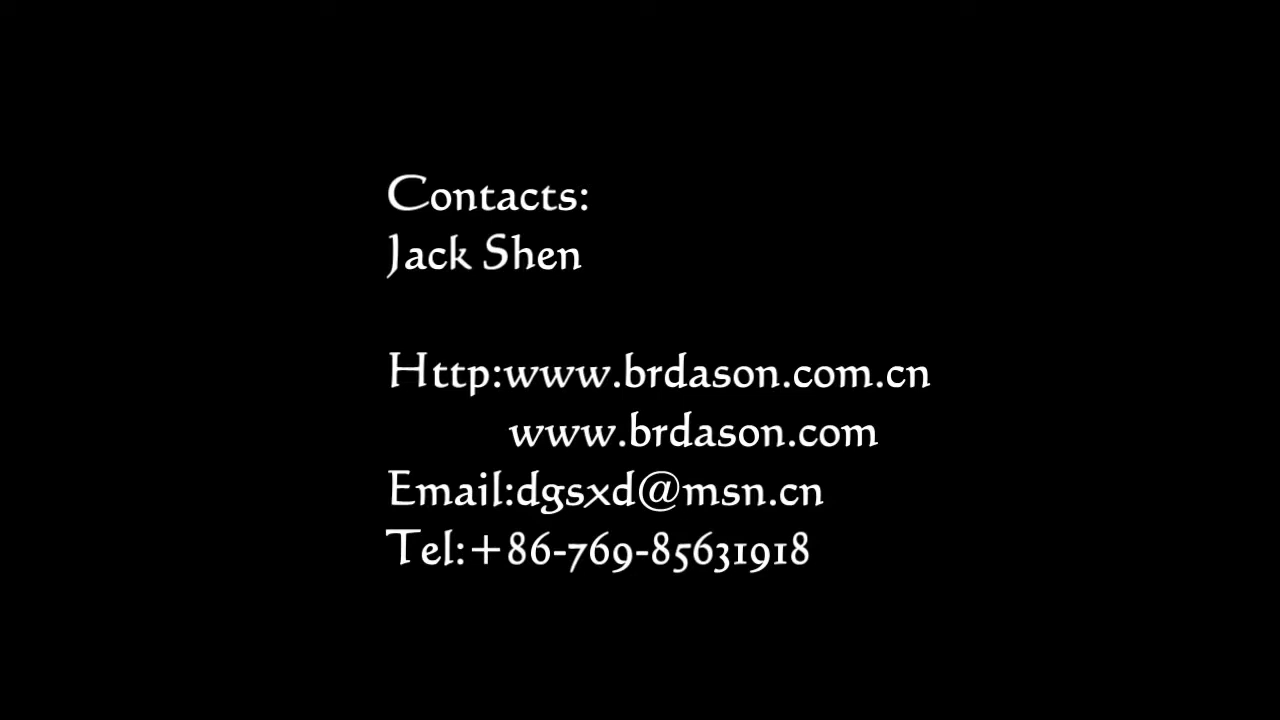 Contacts:
Jack Shen
Http:www.brdason.com.cn
www.brdason.com
Email:dgsxd@msn.cn
Tel:+86-769-85631918